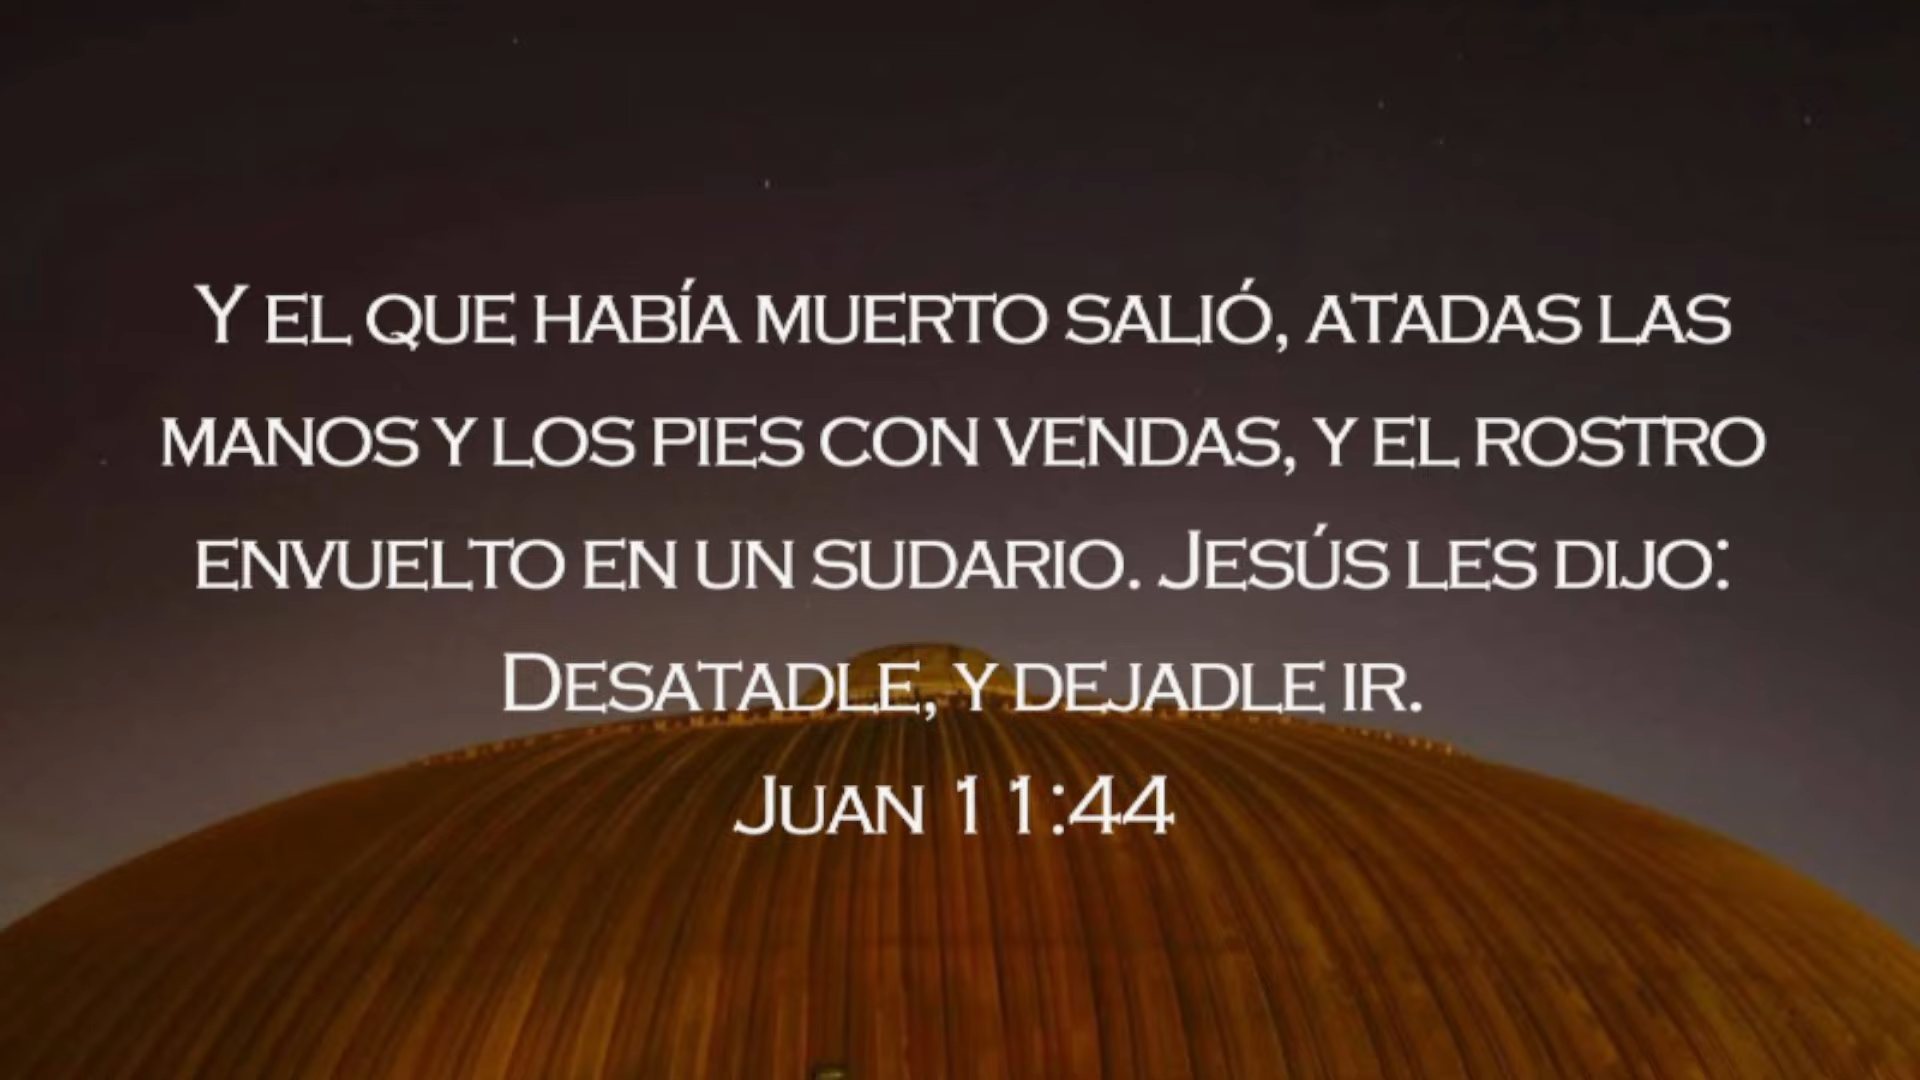 Y EL QUE HABÍA MUERTO SALIÓ, ATADAS LAS
MANOS Y LOS PIES CON VENDAS, Y EL ROSTRO
ENVUELTO EN UN SUDARIO. JESÚS LES DIJO:
DESATADLE, Y DEJADLE IR.
JUAN 11:44